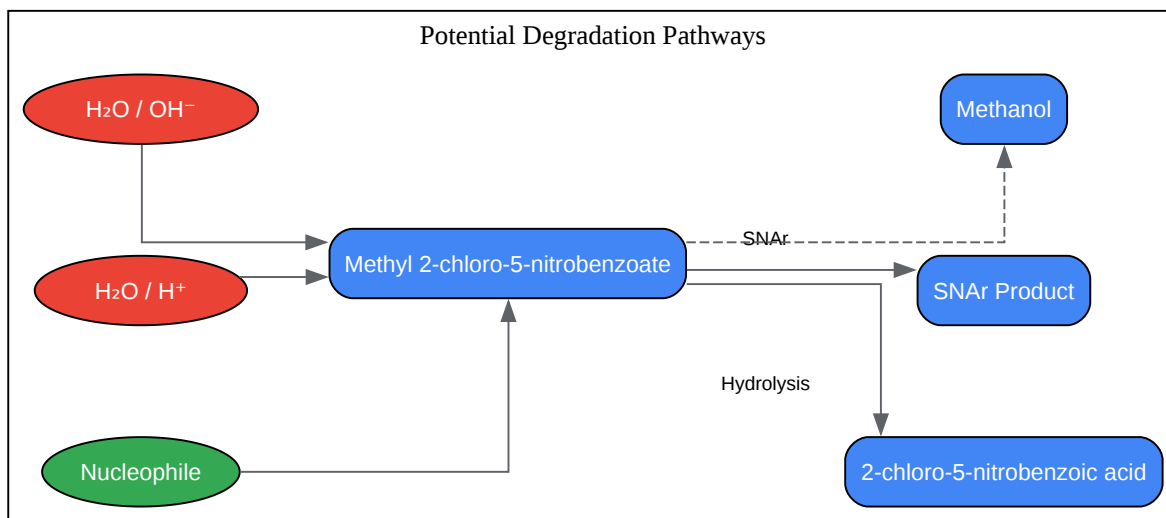 Potential Degradation Pathways
H₂O / OH⁻
Methanol
SNAr
Methyl 2-chloro-5-nitrobenzoate
H₂O / H⁺
SNAr Product
Hydrolysis
Nucleophile
2-chloro-5-nitrobenzoic acid